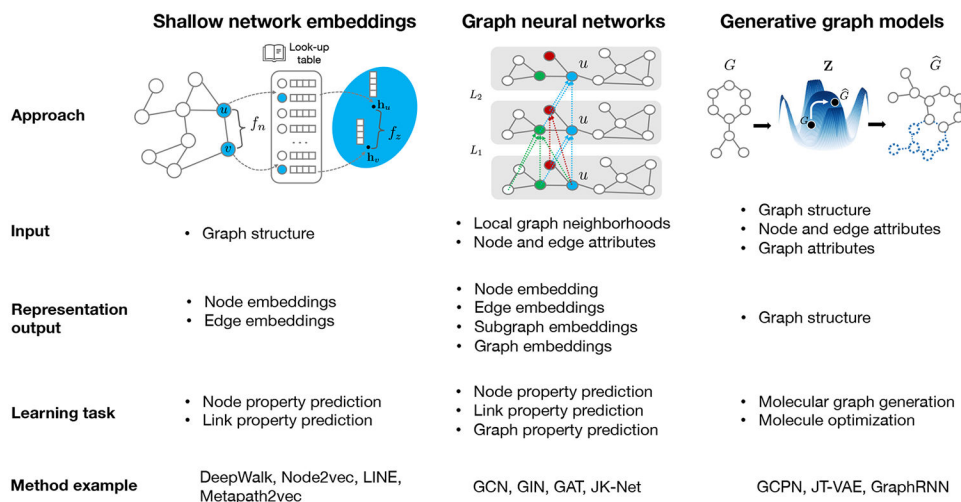 Shallow network embeddings
Graph neural networks
Generative graph models
Approach
Look-up
table
u
v
f_n
. . .
h_u
f_z
h_v
L_2
L_1
u
u
u
G
Z
Ĝ
G
Ĝ
Input
• Graph structure
• Local graph neighborhoods
• Node and edge attributes
• Graph structure
• Node and edge attributes
• Graph attributes
Representation
output
• Node embeddings
• Edge embeddings
• Node embedding
• Edge embeddings
• Subgraph embeddings
• Graph embeddings
• Graph structure
Learning task
• Node property prediction
• Link property prediction
• Node property prediction
• Link property prediction
• Graph property prediction
• Molecular graph generation
• Molecule optimization
Method example
DeepWalk, Node2vec, LINE,
Metapath2vec
GCN, GIN, GAT, JK-Net
GCPN, JT-VAE, GraphRNN